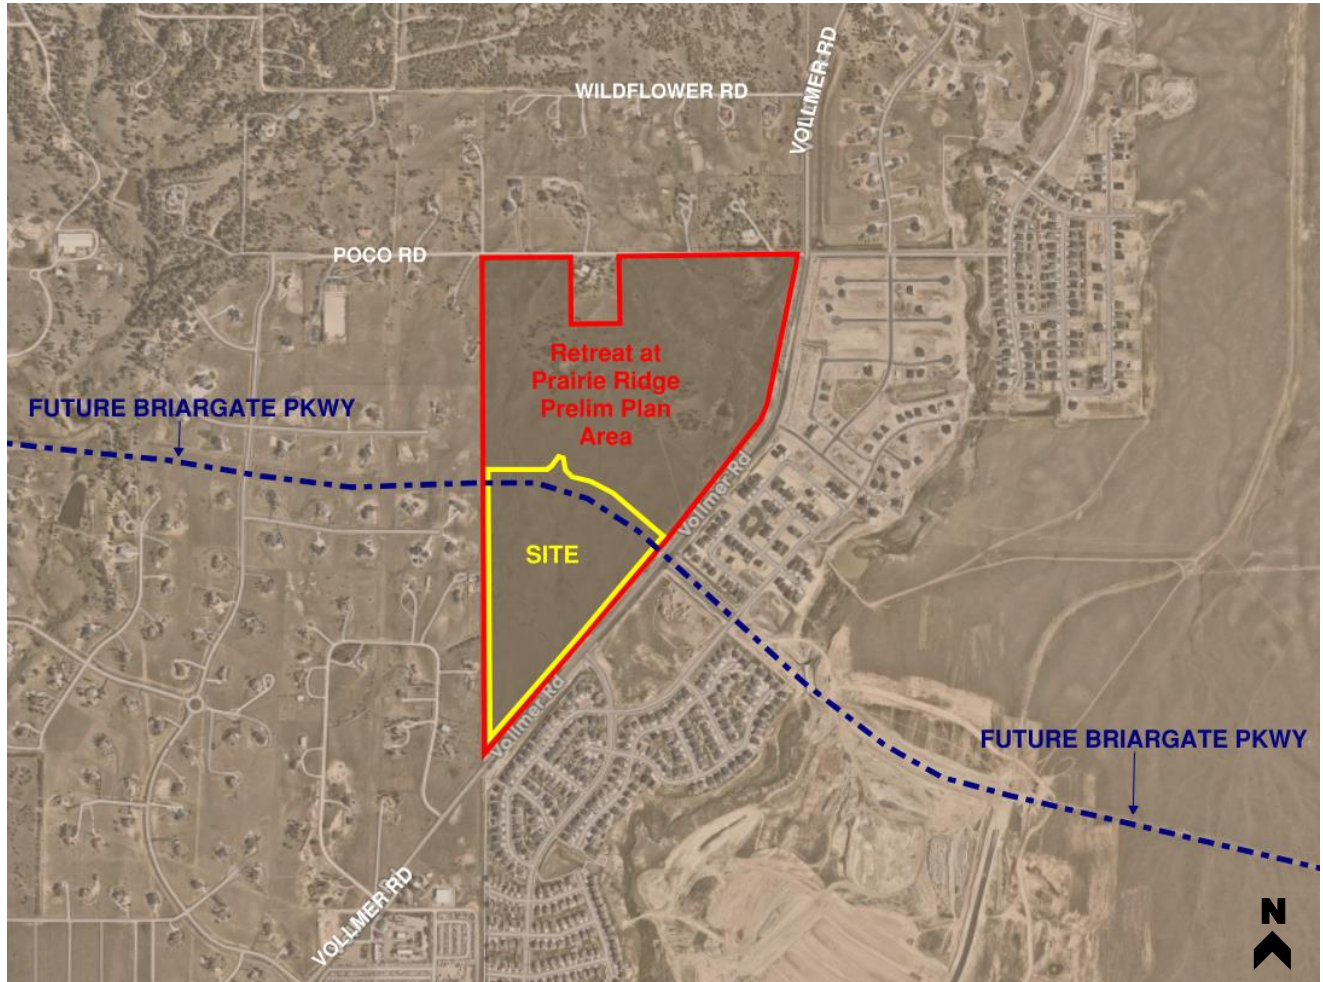 VOLLMER RD
WILDFLOWER RD
POCO RD
Retreat at
Prairie Ridge
Prelim Plan
Area
FUTURE BRIARGATE PKWY
Vollmer Rd
SITE
Vollmer Rd
FUTURE BRIARGATE PKWY
VOLLMER RD
N